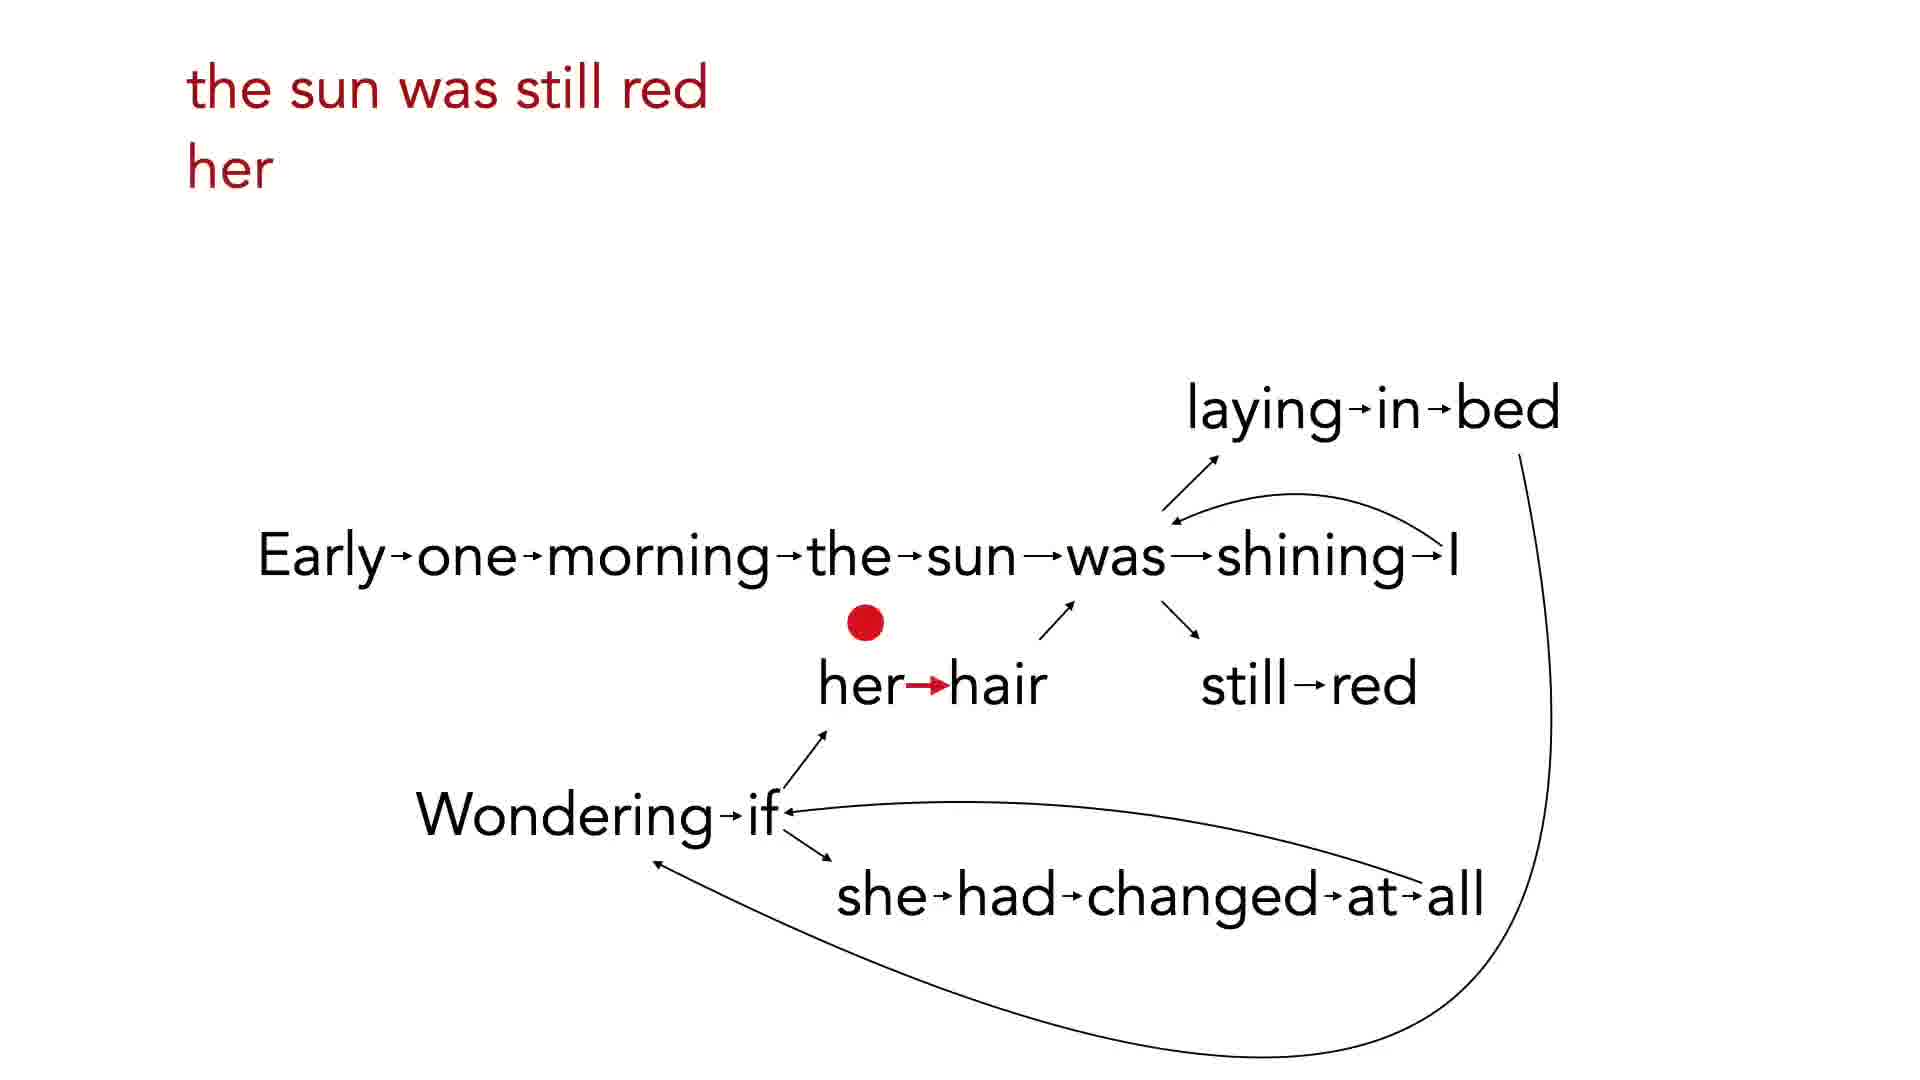 the sun was still red
her
laying in bed
Early one morning the sun was shining I
her hair still red
Wondering if
she had changed at all